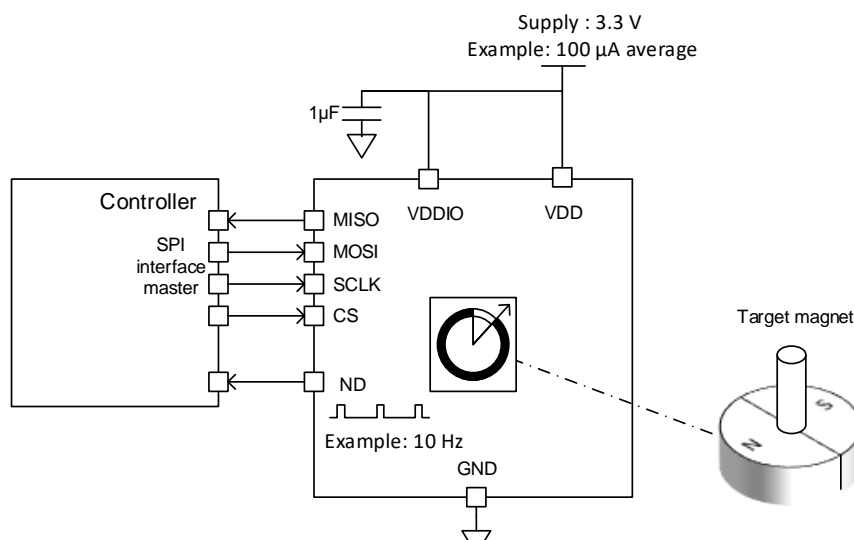 Supply : 3.3 V
Example: 100 µA average
1µF
Controller
VDDIO
VDD
MISO
SPI
interface
master
MOSI
SCLK
CS
Target magnet
ND
Example: 10 Hz
GND
S
N